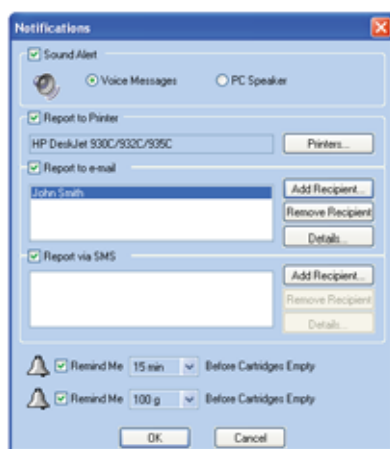 Notifications
Sound Alert
Voice Messages PC Speaker
Report to Printer
HP DeskJet 930C/932C/935C Printers...
Report to e-mail
John Smith
Add Recipient...
Remove Recipient
Details...
Report via SMS
Add Recipient...
Remove Recipient
Details...
Remind Me 15 min Before Cartridges Empty
Remind Me 100 g Before Cartridges Empty
OK Cancel